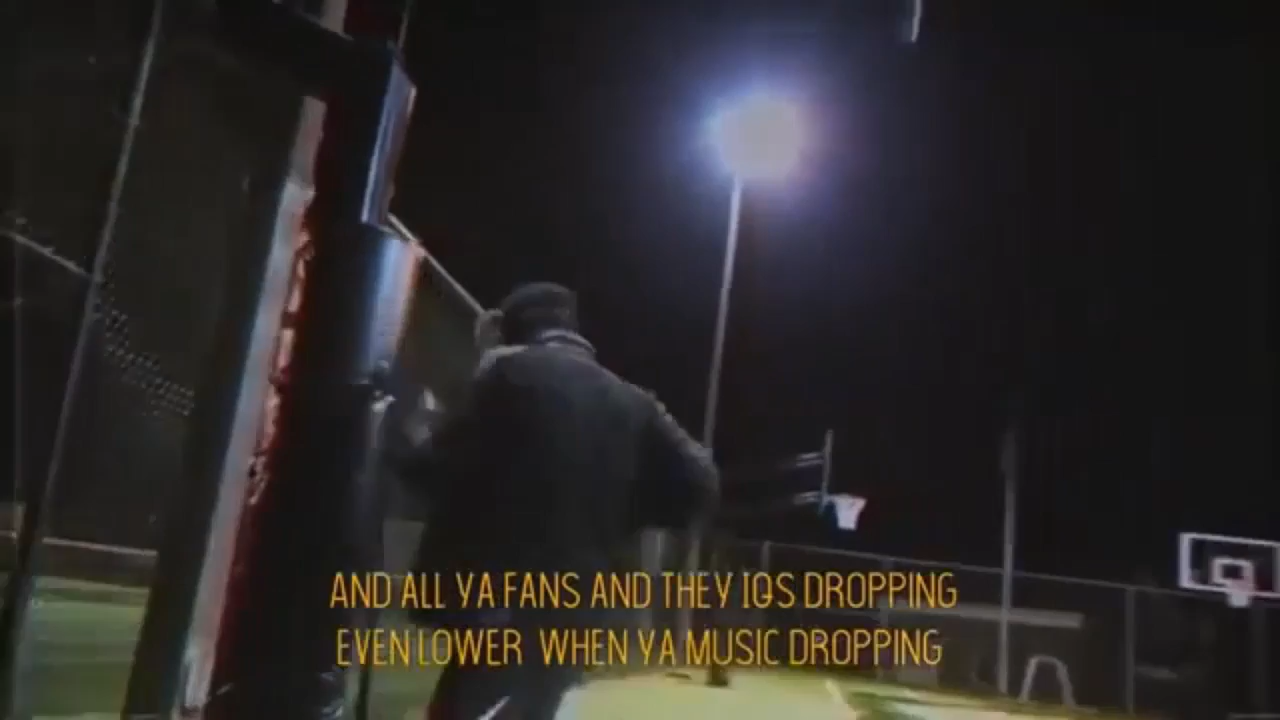 AND ALL YA FANS AND THEY IQS DROPPING
EVEN LOWER WHEN YA MUSIC DROPPING